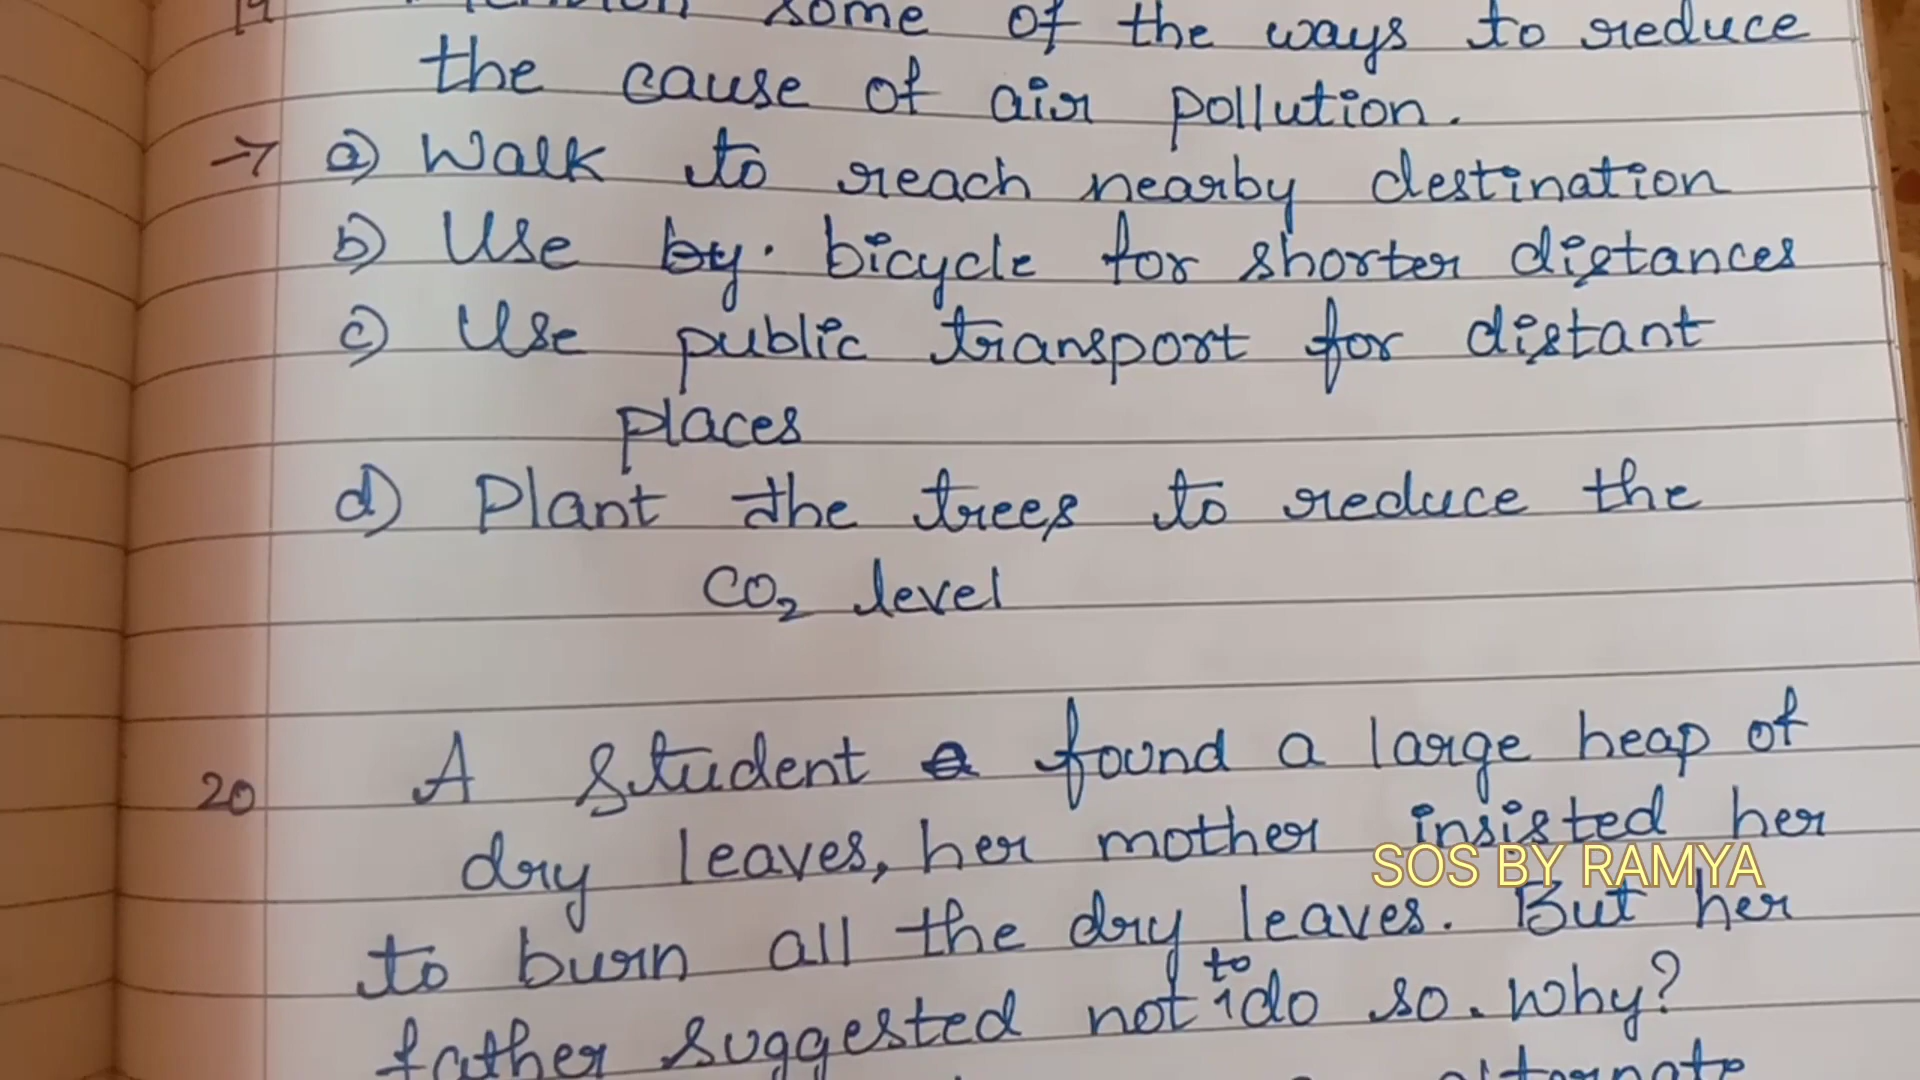 19 Mention some of the ways to reduce
the cause of air pollution.
→ a) Walk to reach nearby destination
b) Use by. bicycle for shorter distances
c) Use public transport for distant
places
d) Plant the trees to reduce the
CO₂ level
20 A student a found a large heap of
dry leaves, her mother insisted her
SOS BY RAMYA
to burn all the dry leaves. But her
to
father suggested not do so. Why?
alternate